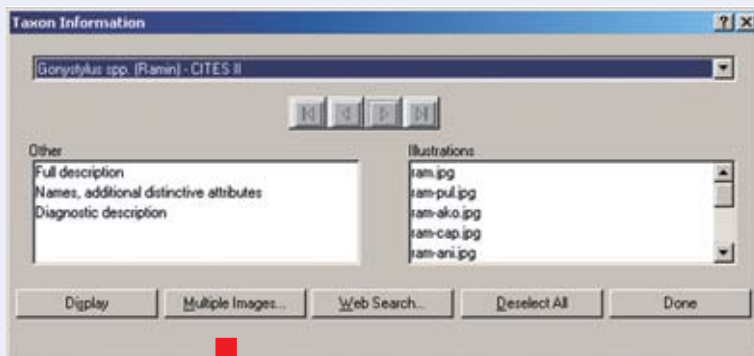 Taxon Information
Gonystylus spp. (Ramin) - CITES II
Other
Full description
Names, additional distinctive attributes
Diagnostic description
Illustrations
ram.jpg
ram-pul.jpg
ram-ako.jpg
ram-cap.jpg
ram-ani.jpg
Display
Multiple Images...
Web Search...
Deselect All
Done